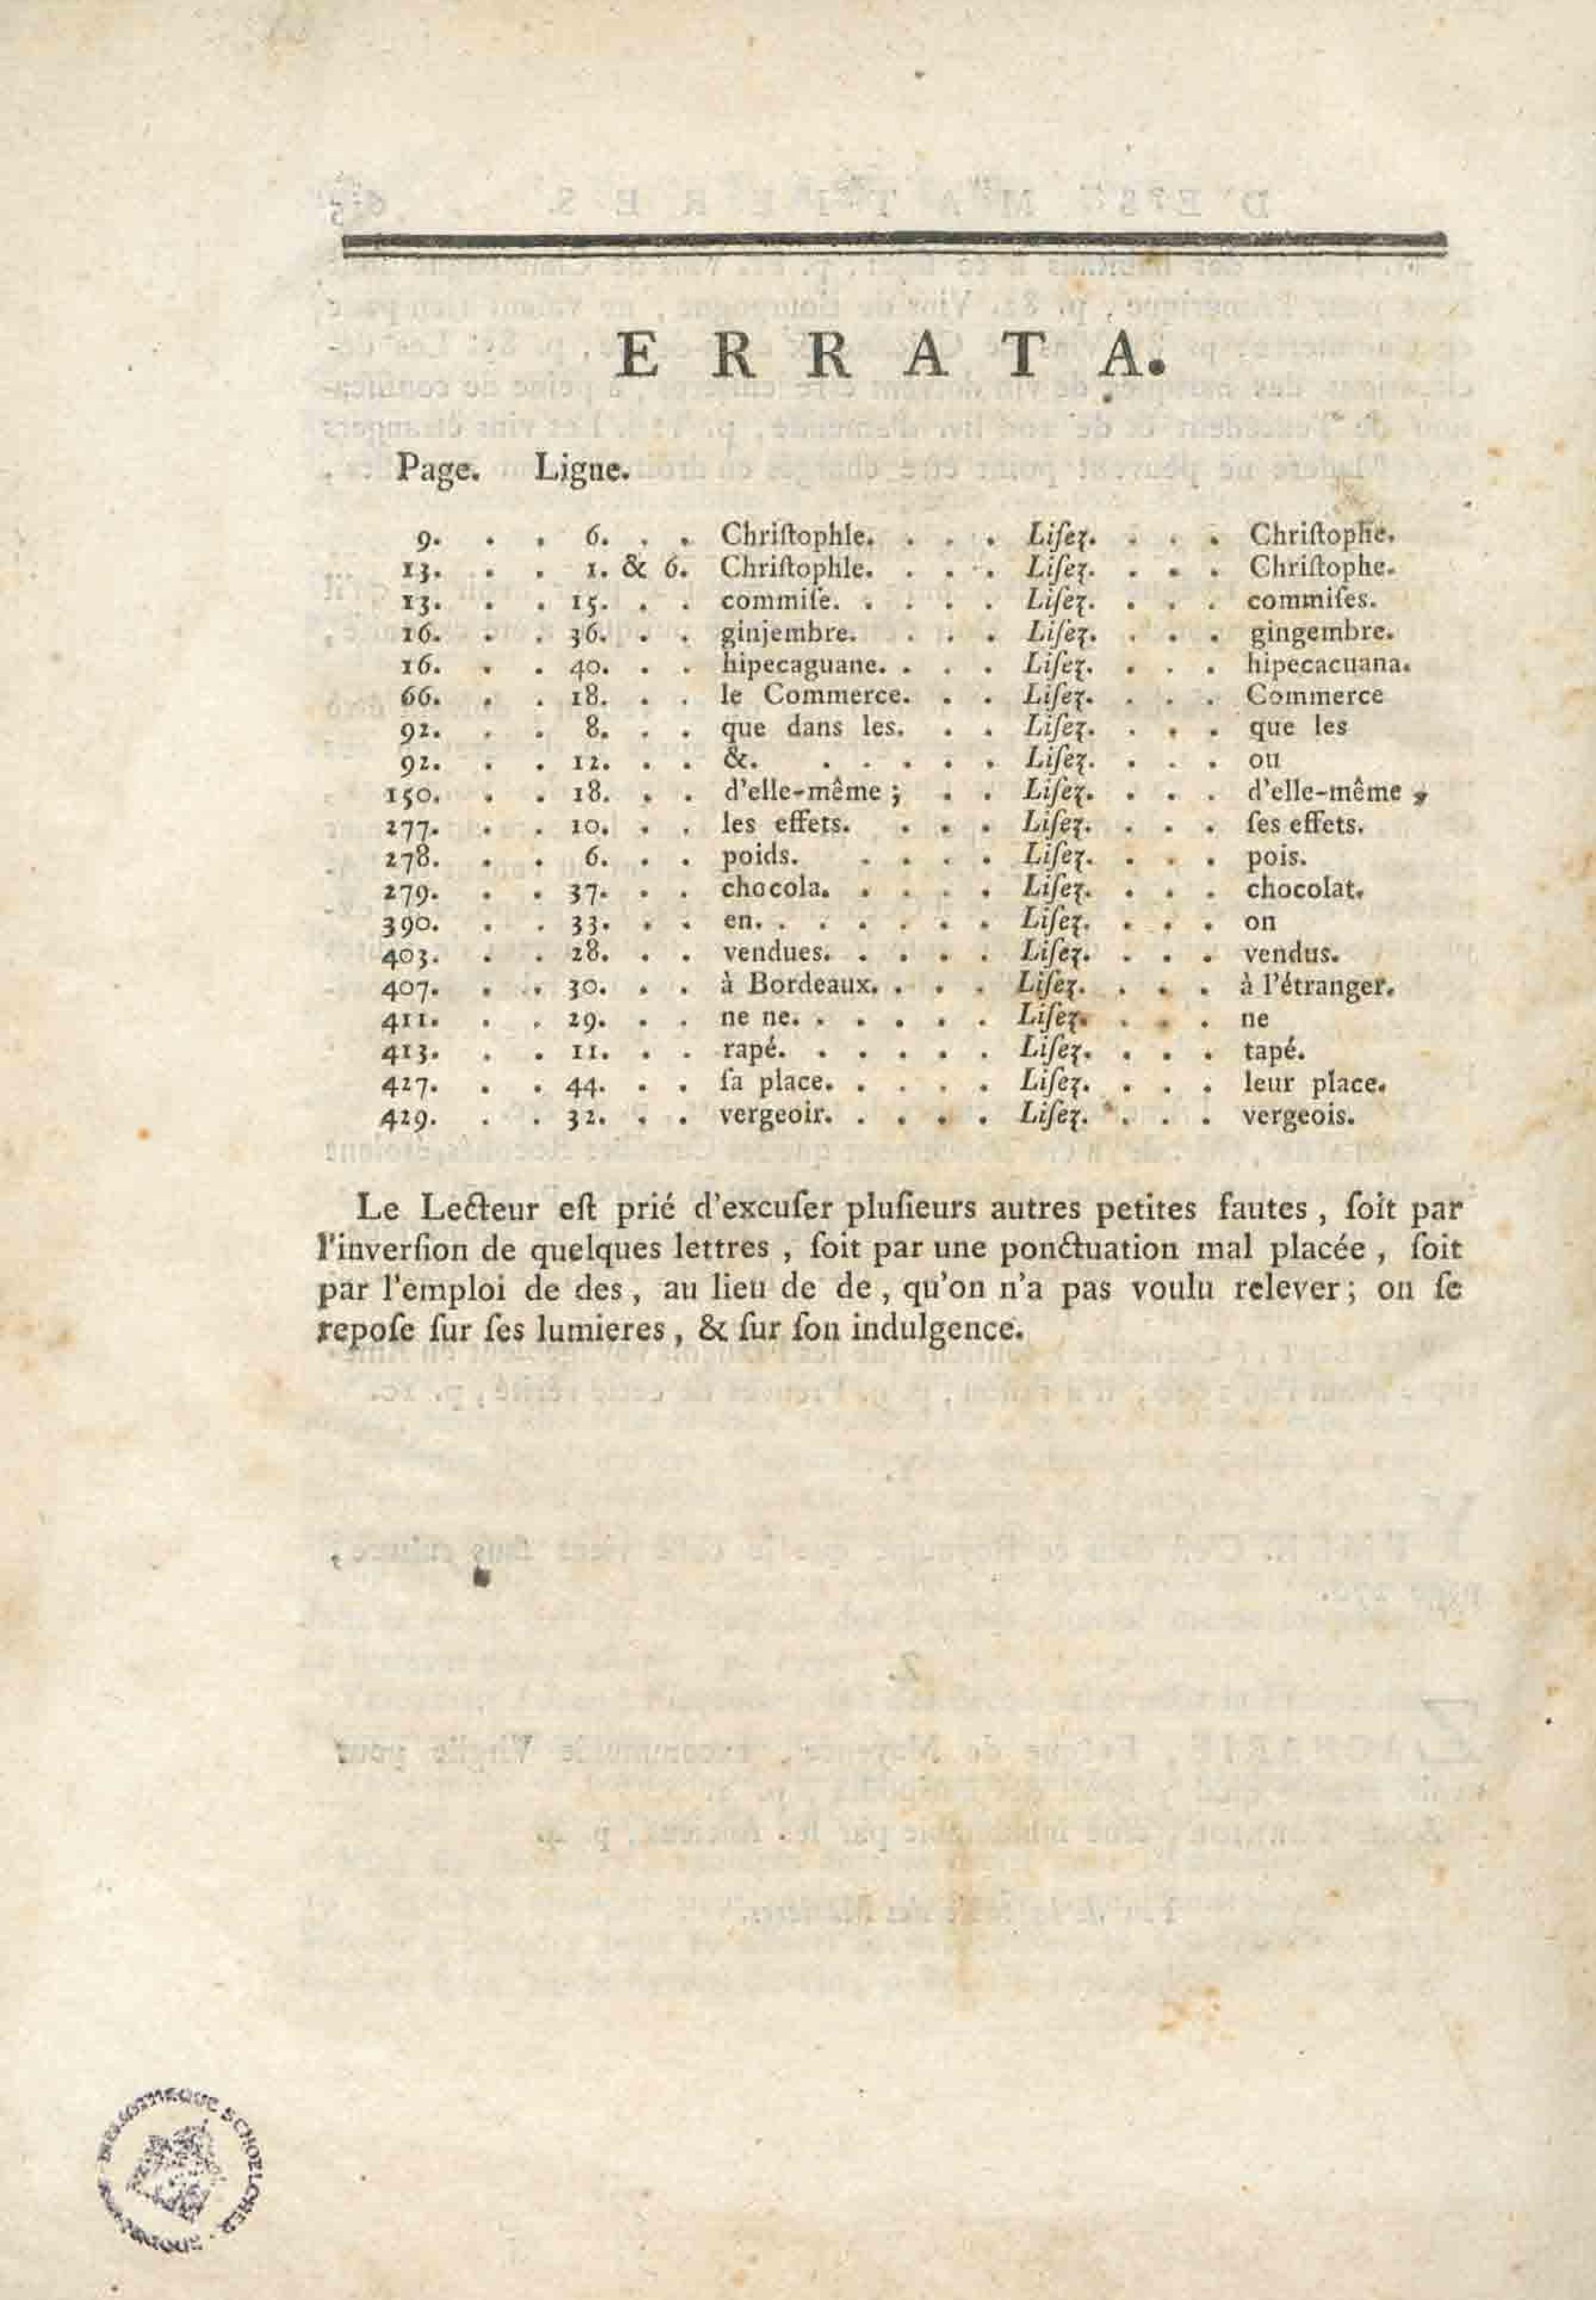 ERRATA.
Page. Ligne.
9. . . 6. . . Chriſtophle. . . . Liſez. . . . Chriſtophe.
13. . . 1. & 6. Chriſtophle. . . . Liſez. . . . Chriſtophe.
13. . . 15. . . commiſe. . . . . Liſez. . . . commiſes.
16. . . 36. . . ginjembre. . . . Liſez. . . . gingembre.
16. . . 40. . . hipecaguane. . . . Liſez. . . . hipecacuana.
66. . . 18. . . le Commerce. . . Liſez. . . . Commerce
92. . . 8. . . que dans les. . . Liſez. . . . que les
92. . . 12. . . &. . . . . . Liſez. . . . ou
150. . . 18. . . d'elle-même ; . . Liſez. . . . d'elle-même ,
277. . . 10. . . les effets. . . . Liſez. . . . ſes effets.
278. . . 6. . . poids. . . . . Liſez. . . . pois.
279. . . 37. . . chocola. . . . . Liſez. . . . chocolat.
390. . . 33. . . en. . . . . . . Liſez. . . . on
403. . . 28. . . vendues. . . . . Liſez. . . . vendus.
407. . . 30. . . à Bordeaux. . . . Liſez. . . . à l'étranger.
411. . . 29. . . ne ne. . . . . . Liſez. . . . ne
413. . . 11. . . rapé. . . . . . Liſez. . . . tapé.
427. . . 44. . . ſa place. . . . . Liſez. . . . leur place.
429. . . 32. . . vergeoir. . . . . Liſez. . . . vergeois.
Le Lecteur eſt prié d'excuſer pluſieurs autres petites fautes , ſoit par
l'inverſion de quelques lettres , ſoit par une ponctuation mal placée , ſoit
par l'emploi de des , au lieu de de , qu'on n'a pas voulu relever ; on ſe
repoſe ſur ſes lumieres , & ſur ſon indulgence.
BIBLIOTHEQUE SCHOELCHER